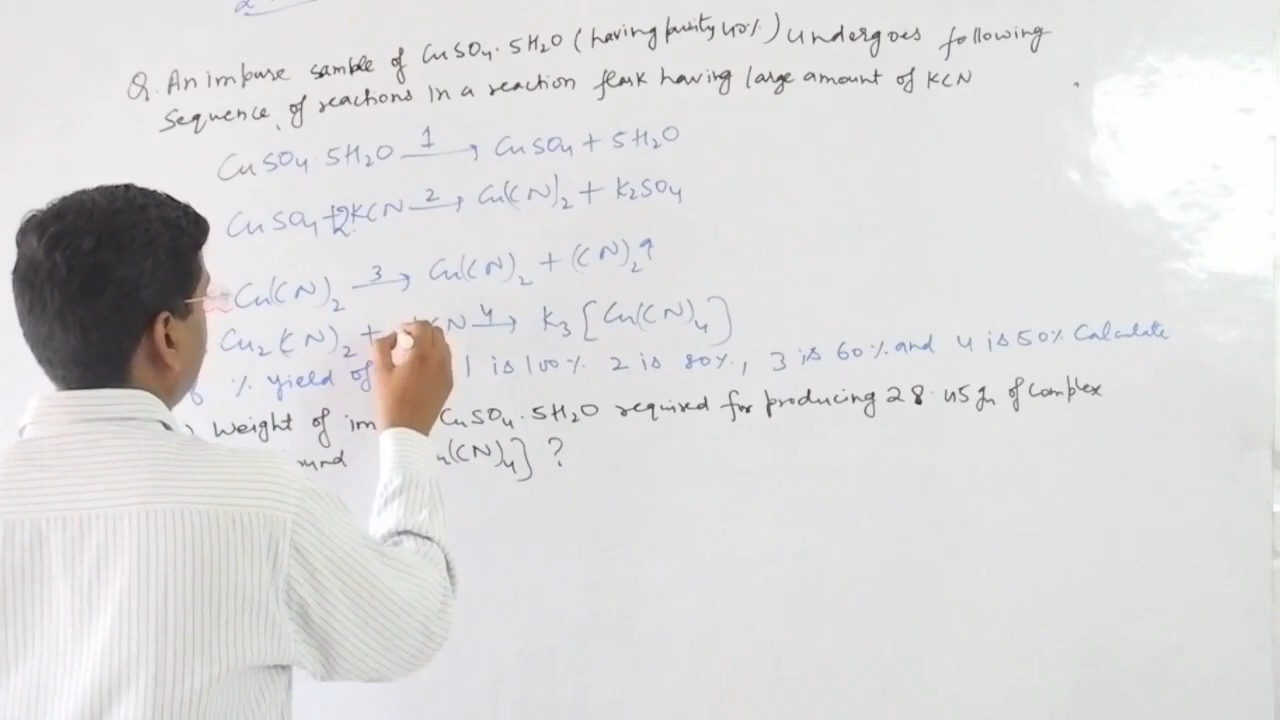 Q. An impure sample of CuSO4.5H2O (having purity 40%) undergoes following
sequence of reactions in a reaction flask having large amount of KCN
CuSO4.5H2O 1→ CuSO4 + 5H2O
CuSO4 + 2KCN 2→ Cu(CN)2 + K2SO4
Cu(CN)2 3→ Cu(CN)2 + (CN)2
Cu2(CN)2 + KCN 4→ K3[Cu(CN)4]
% yield of 1 is 100% 2 is 80%, 3 is 60% and 4 is 50% Calculate
weight of im CuSO4.5H2O required for producing 28.45gm of complex
(CN)4] ?